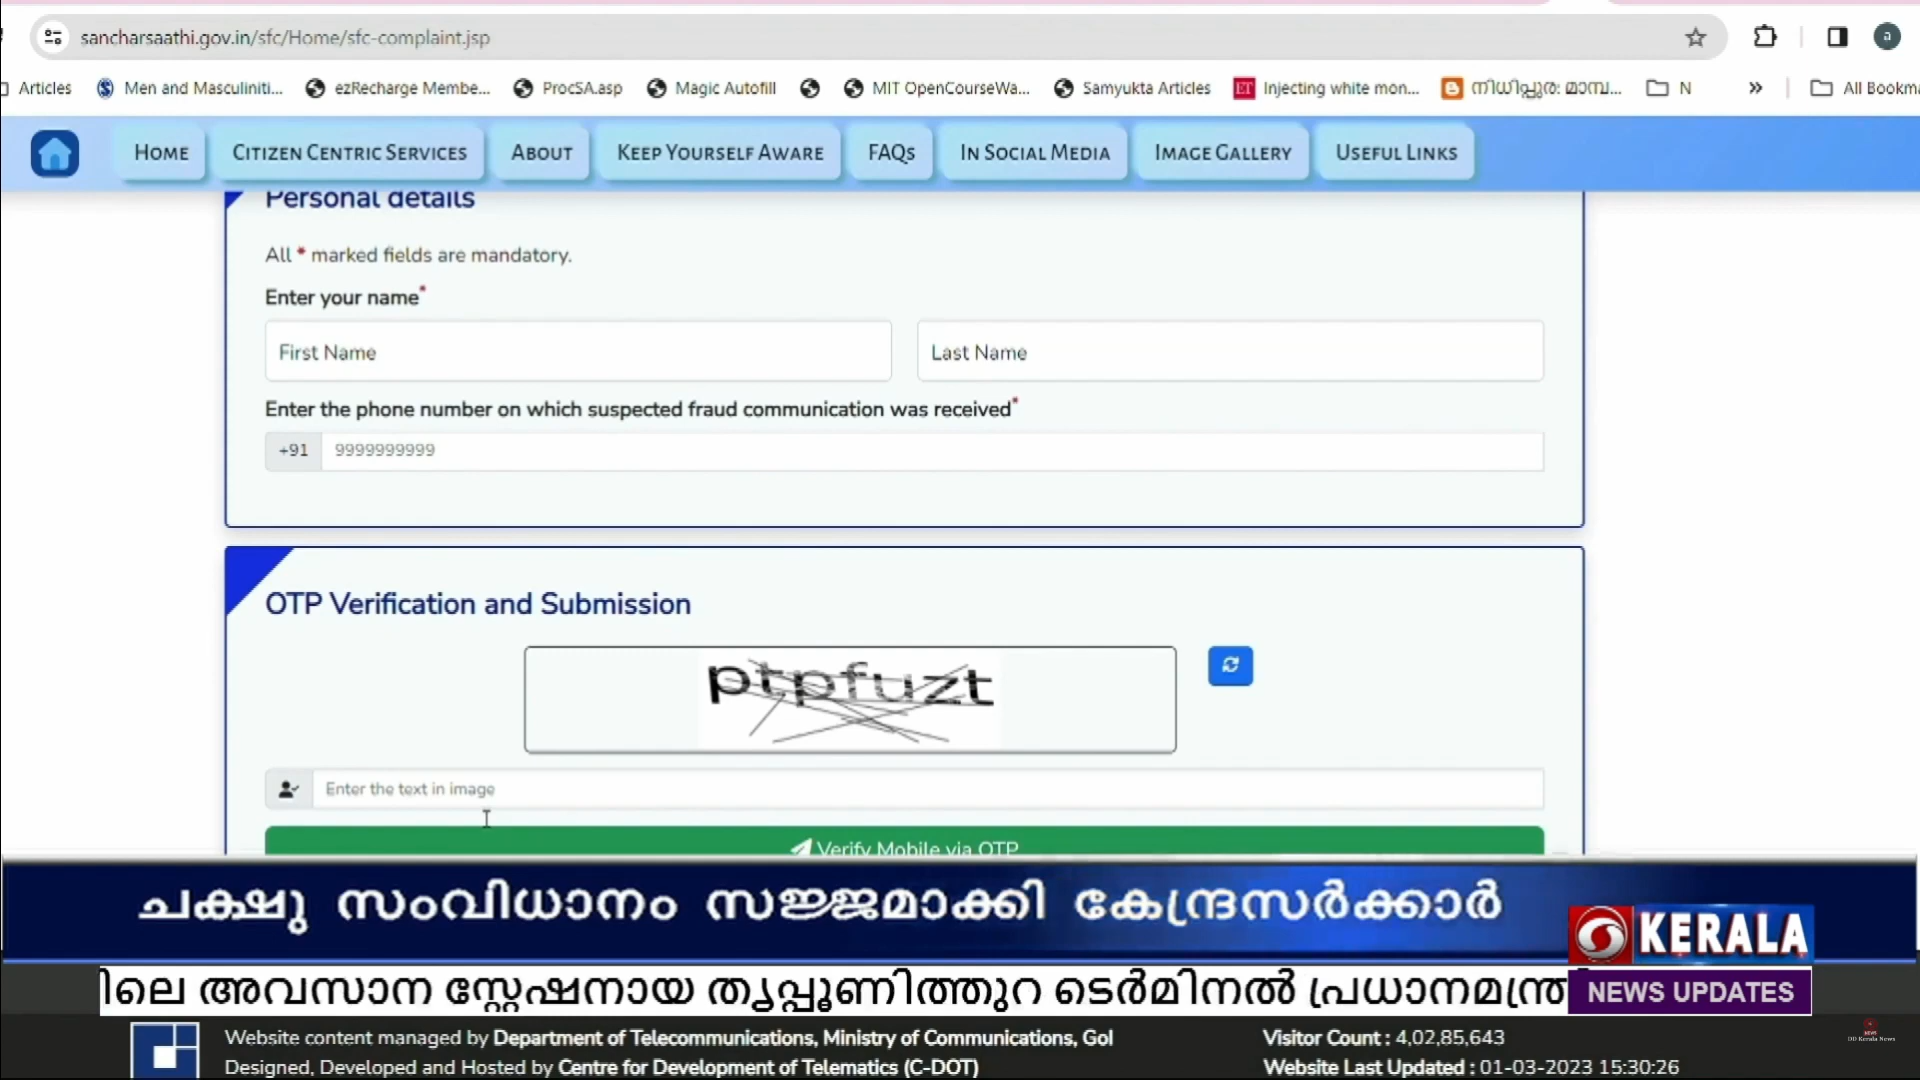 sancharsaathi.gov.in/sfc/Home/sfc-complaint.jsp
a
Articles Men and Masculiniti... ezRecharge Membe... ProcSA.asp Magic Autofill MIT OpenCourseWa... Samyukta Articles ET Injecting white mon... നിധിപ്പുര: മാമ്പ... N » All Bookma
HOME CITIZEN CENTRIC SERVICES ABOUT KEEP YOURSELF AWARE FAQs IN SOCIAL MEDIA IMAGE GALLERY USEFUL LINKS
Personal details
All * marked fields are mandatory.
Enter your name*
First Name Last Name
Enter the phone number on which suspected fraud communication was received*
+91 9999999999
OTP Verification and Submission
ptpfuzt
Enter the text in image
Verify Mobile via OTP
ചക്ഷു സംവിധാനം സജ്ജമാക്കി കേന്ദ്രസർക്കാർ
KERALA
ിലെ അവസാന സ്റ്റേഷനായ തൃപ്പൂണിത്തുറ ടെർമിനൽ പ്രധാനമന്ത്ര
NEWS UPDATES
Website content managed by Department of Telecommunications, Ministry of Communications, GoI
Visitor Count : 4,02,85,643
DD Kerala News
Designed, Developed and Hosted by Centre for Development of Telematics (C-DOT)
Website Last Updated : 01-03-2023 15:30:26